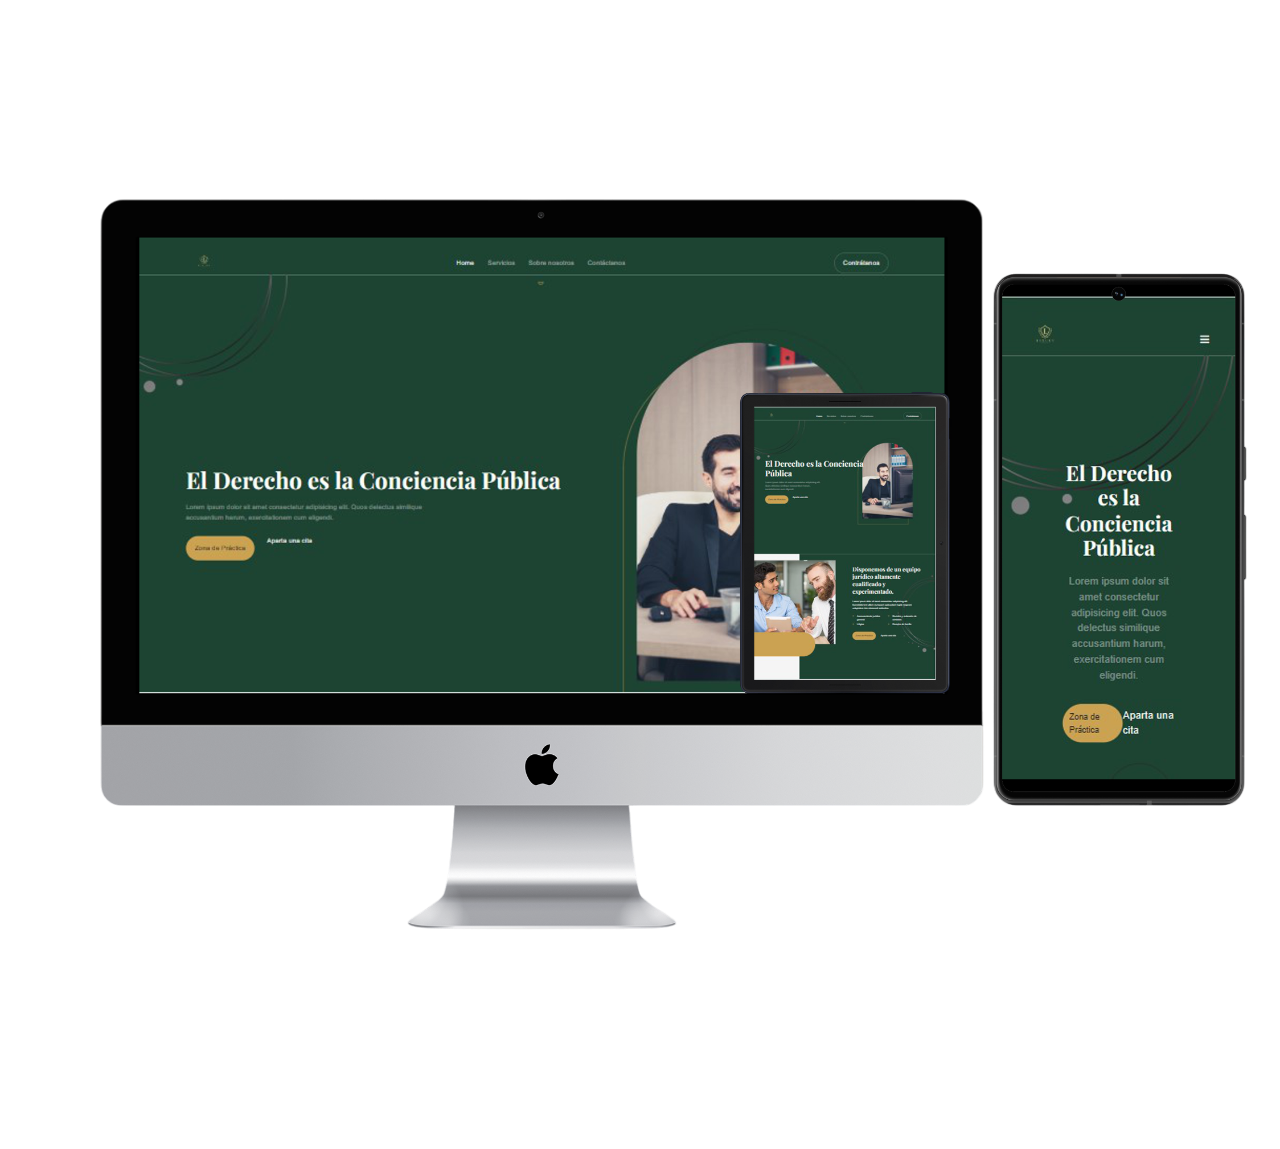 Home Servicios Sobre nosotros Contáctanos Contrátanos
El Derecho es la Conciencia Pública
Lorem ipsum dolor sit amet consectetur adipisicing elit. Quos delectus similique
accusantium harum, exercitationem cum eligendi.
Zona de Práctica
Aparta una cita
El Derecho es la Conciencia
Pública
Disponemos de un equipo
jurídico altamente
cualificado y
experimentado.
El Derecho
es la
Conciencia
Pública
Lorem ipsum dolor sit
amet consectetur
adipisicing elit. Quos
delectus similique
accusantium harum,
exercitationem cum
eligendi.
Zona de
Práctica
Aparta una
cita